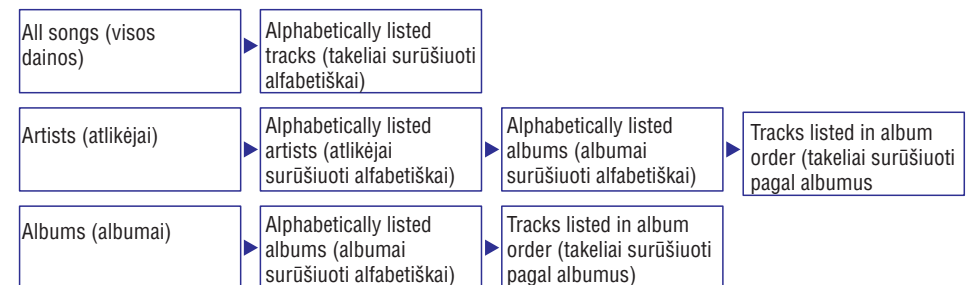 All songs (visos
dainos)
Alphabetically listed
tracks (takeliai surūšiuoti
alfabetiškai)
Artists (atlikėjai)
Alphabetically listed
artists (atlikėjai
surūšiuoti alfabetiškai)
Alphabetically listed
albums (albumai
surūšiuoti alfabetiškai)
Tracks listed in album
order (takeliai surūšiuoti
pagal albumus
Albums (albumai)
Alphabetically listed
albums (albumai
surūšiuoti alfabetiškai)
Tracks listed in album
order (takeliai surūšiuoti
pagal albumus)